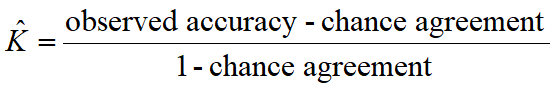 K̂ = observed accuracy - chance agreement
1 - chance agreement